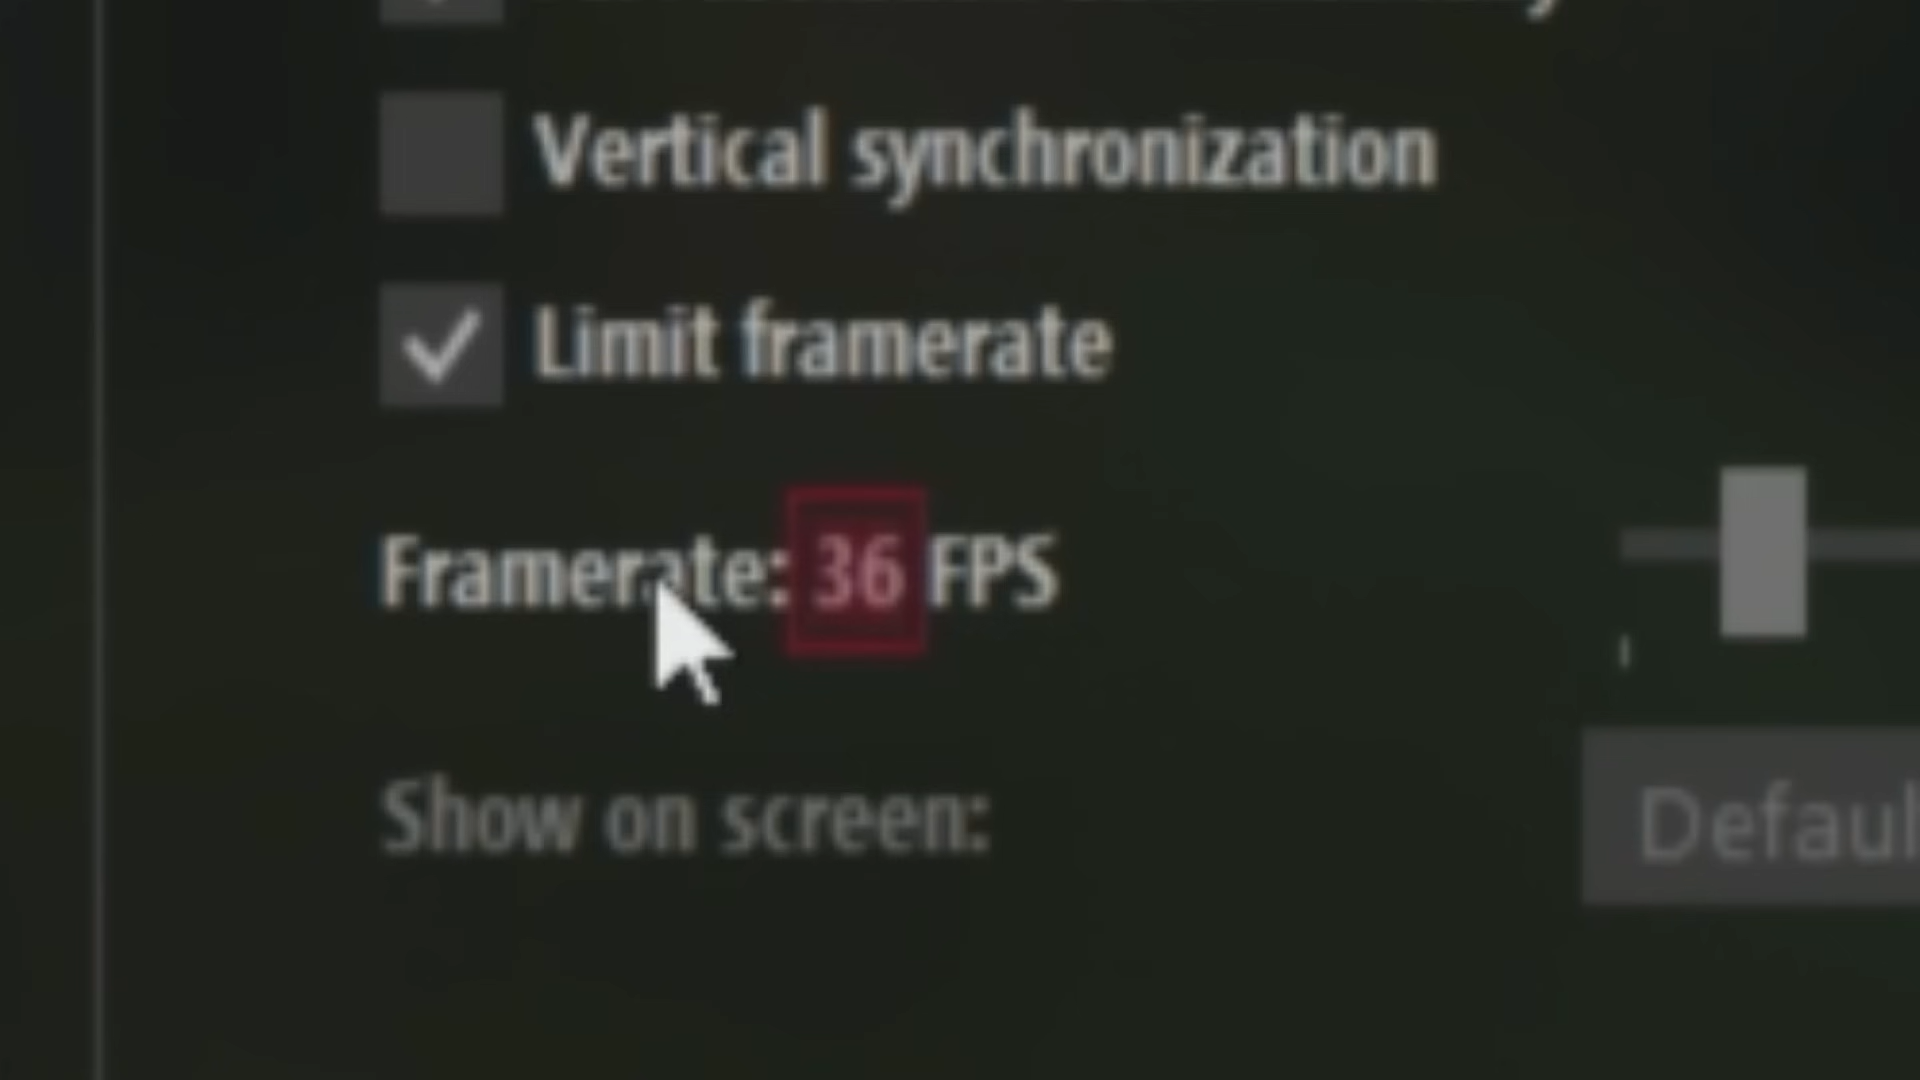 Vertical synchronization
Limit framerate
Framerate: 36 FPS
Show on screen:
Defaul